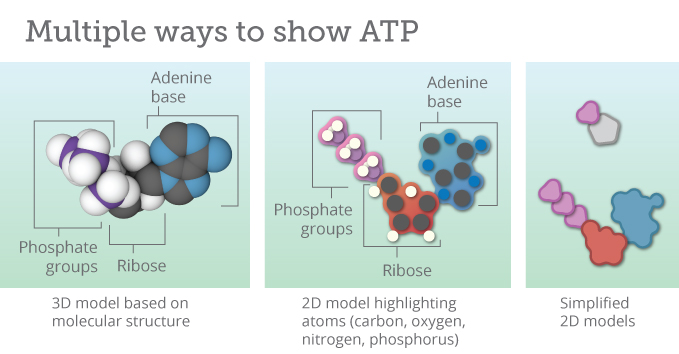 Multiple ways to show ATP
Adenine
base
Phosphate
groups
Ribose
3D model based on
molecular structure
Adenine
base
Phosphate
groups
Ribose
2D model highlighting
atoms (carbon, oxygen,
nitrogen, phosphorus)
Simplified
2D models